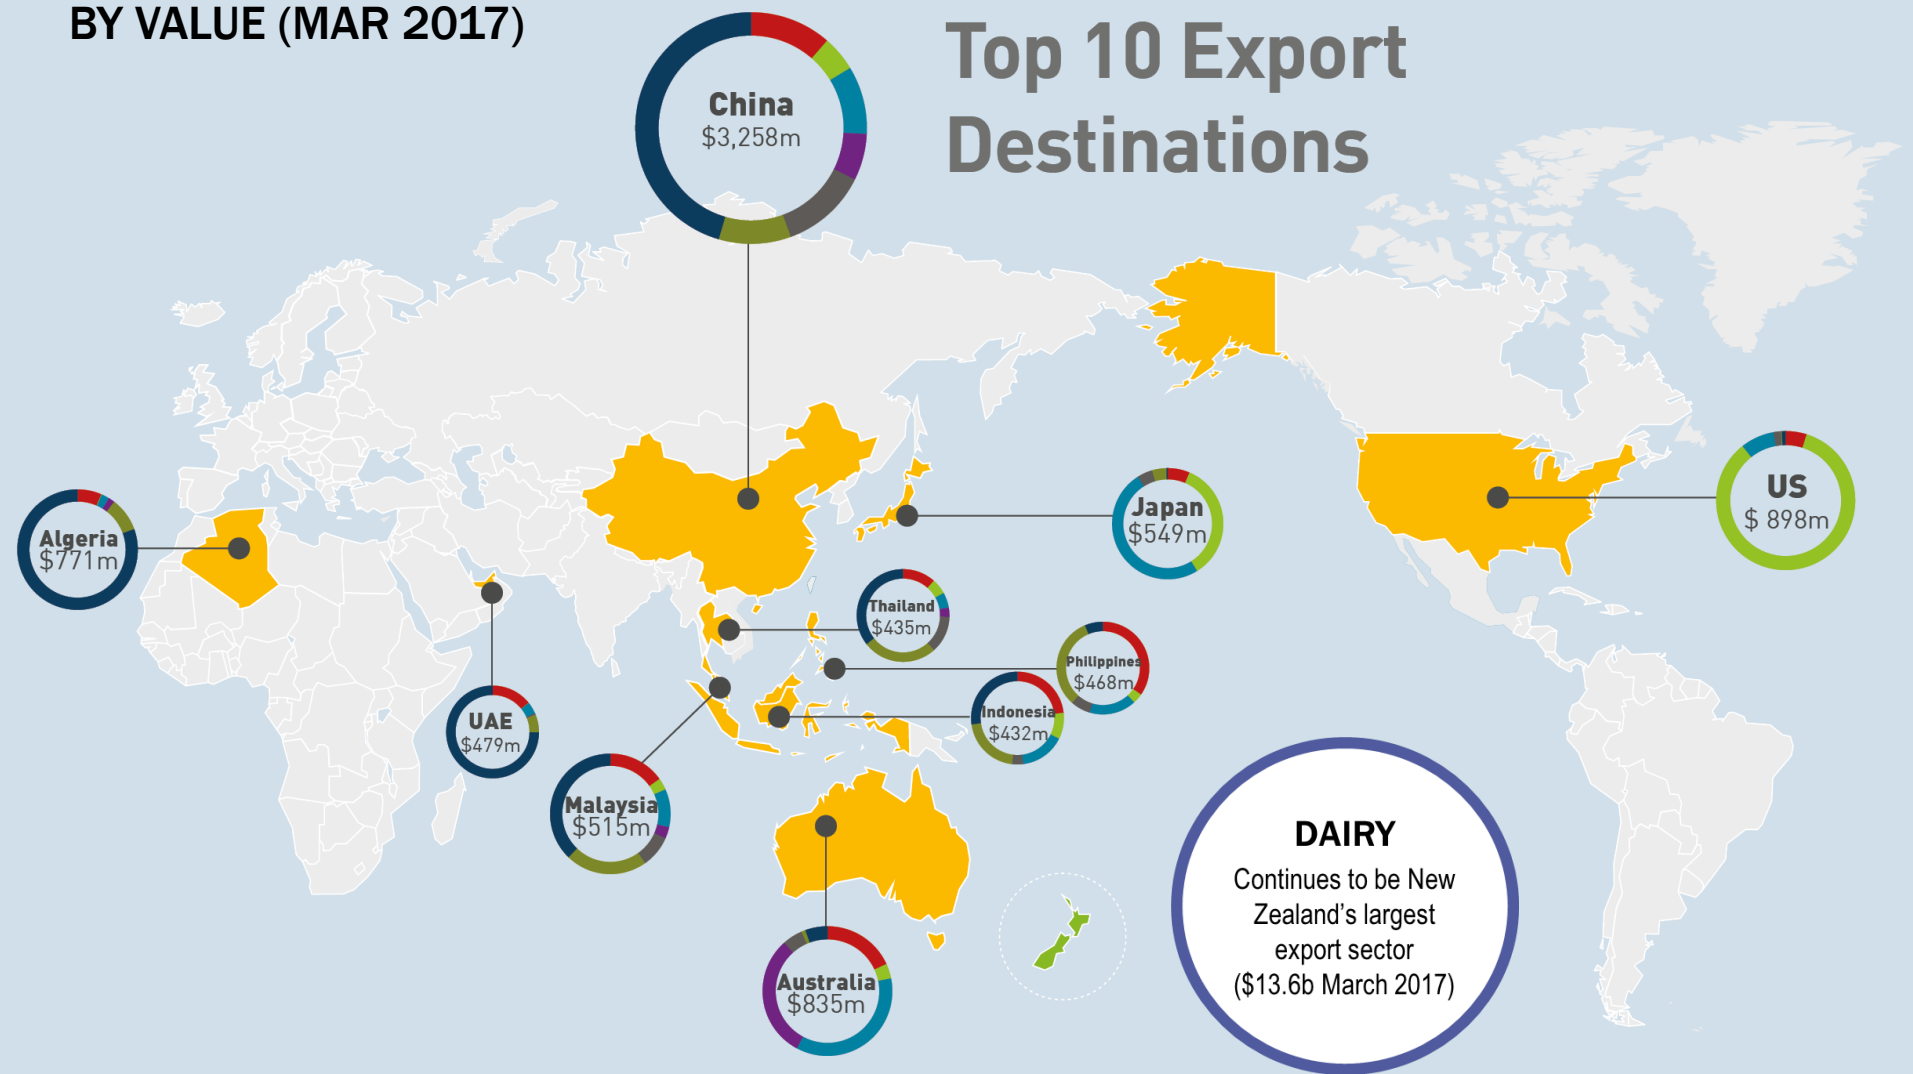 BY VALUE (MAR 2017)
Top 10 Export
Destinations
China
$3,258m
US
$ 898m
Japan
$549m
Algeria
$771m
Thailand
$435m
Philippines
$468m
Indonesia
$432m
UAE
$479m
Malaysia
$515m
Australia
$835m
DAIRY
Continues to be New
Zealand’s largest
export sector
($13.6b March 2017)